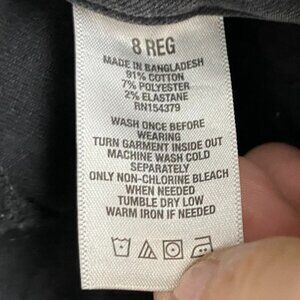 8 REG
MADE IN BANGLADESH
91% COTTON
7% POLYESTER
2% ELASTANE
RN154379
WASH ONCE BEFORE
WEARING
TURN GARMENT INSIDE OUT
MACHINE WASH COLD
SEPARATELY
ONLY NON-CHLORINE BLEACH
WHEN NEEDED
TUMBLE DRY LOW
WARM IRON IF NEEDED